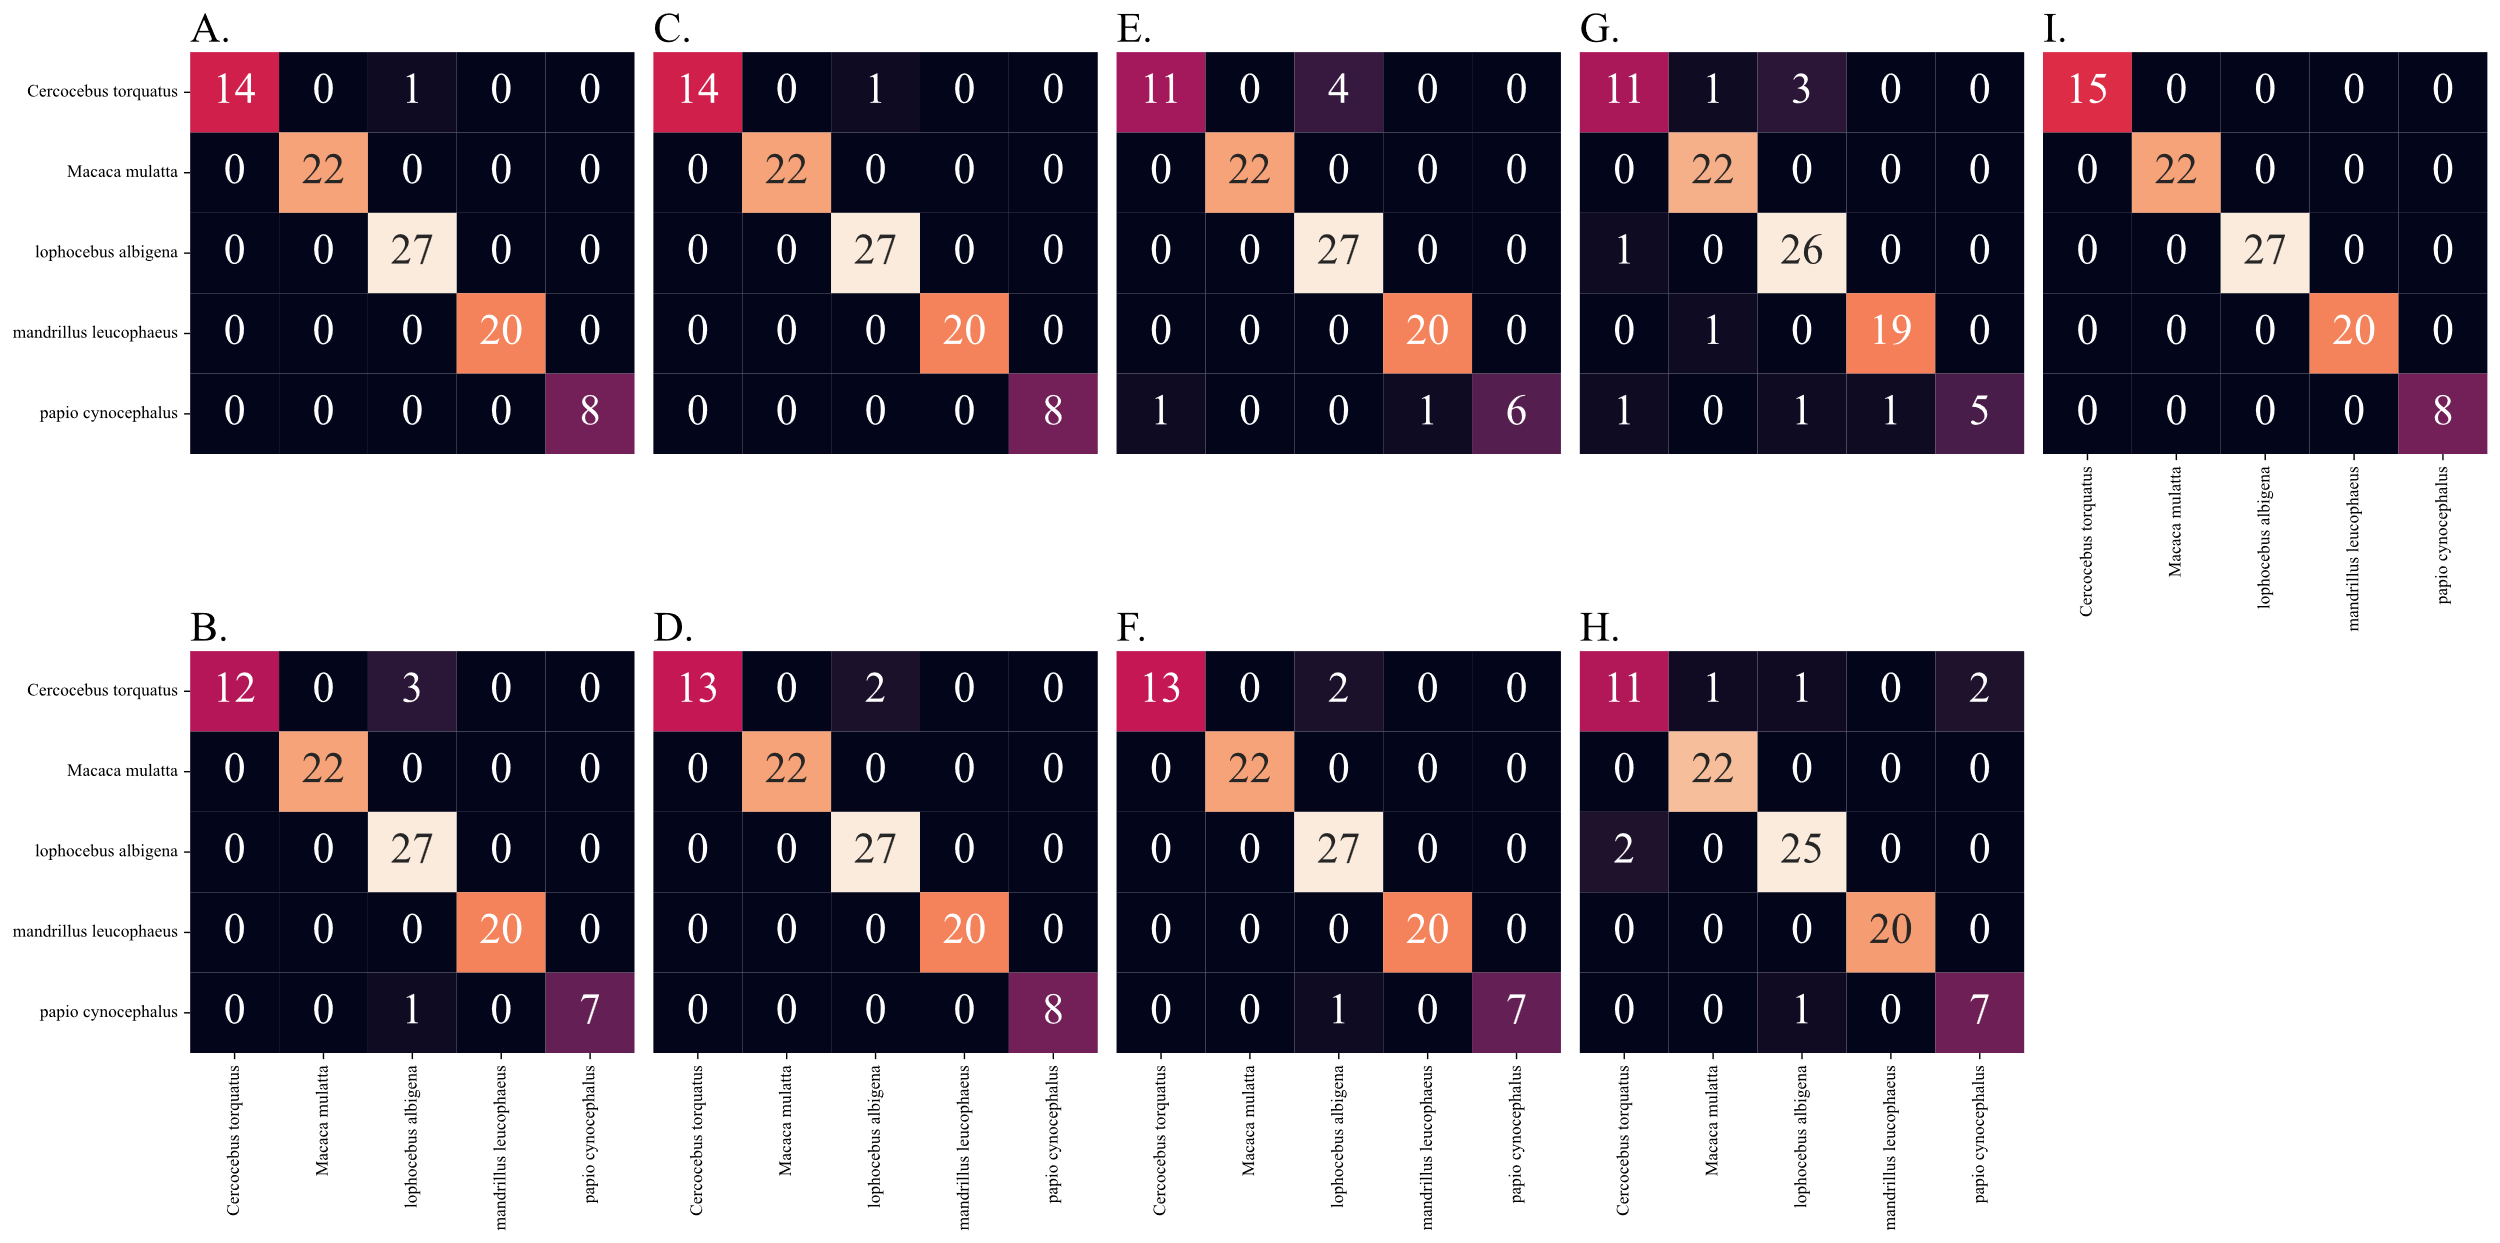 A. C. E. G. I.
Cercocebus torquatus 14 0 1 0 0 14 0 1 0 0 11 0 4 0 0 11 1 3 0 0 15 0 0 0 0
Macaca mulatta 0 22 0 0 0 0 22 0 0 0 0 22 0 0 0 0 22 0 0 0 0 22 0 0 0
lophocebus albigena 0 0 27 0 0 0 0 27 0 0 0 0 27 0 0 1 0 26 0 0 0 0 27 0 0
mandrillus leucophaeus 0 0 0 20 0 0 0 0 20 0 0 0 0 20 0 0 1 0 19 0 0 0 0 20 0
papio cynocephalus 0 0 0 0 8 0 0 0 0 8 1 0 0 1 6 1 0 1 1 5 0 0 0 0 8
Cercocebus torquatus
Macaca mulatta
lophocebus albigena
mandrillus leucophaeus
papio cynocephalus
B. D. F. H.
Cercocebus torquatus 12 0 3 0 0 13 0 2 0 0 13 0 2 0 0 11 1 1 0 2
Macaca mulatta 0 22 0 0 0 0 22 0 0 0 0 22 0 0 0 0 22 0 0 0
lophocebus albigena 0 0 27 0 0 0 0 27 0 0 0 0 27 0 0 2 0 25 0 0
mandrillus leucophaeus 0 0 0 20 0 0 0 0 20 0 0 0 0 20 0 0 0 0 20 0
papio cynocephalus 0 0 1 0 7 0 0 0 0 8 0 0 1 0 7 0 0 1 0 7
Cercocebus torquatus
Macaca mulatta
lophocebus albigena
mandrillus leucophaeus
papio cynocephalus
Cercocebus torquatus
Macaca mulatta
lophocebus albigena
mandrillus leucophaeus
papio cynocephalus
Cercocebus torquatus
Macaca mulatta
lophocebus albigena
mandrillus leucophaeus
papio cynocephalus
Cercocebus torquatus
Macaca mulatta
lophocebus albigena
mandrillus leucophaeus
papio cynocephalus